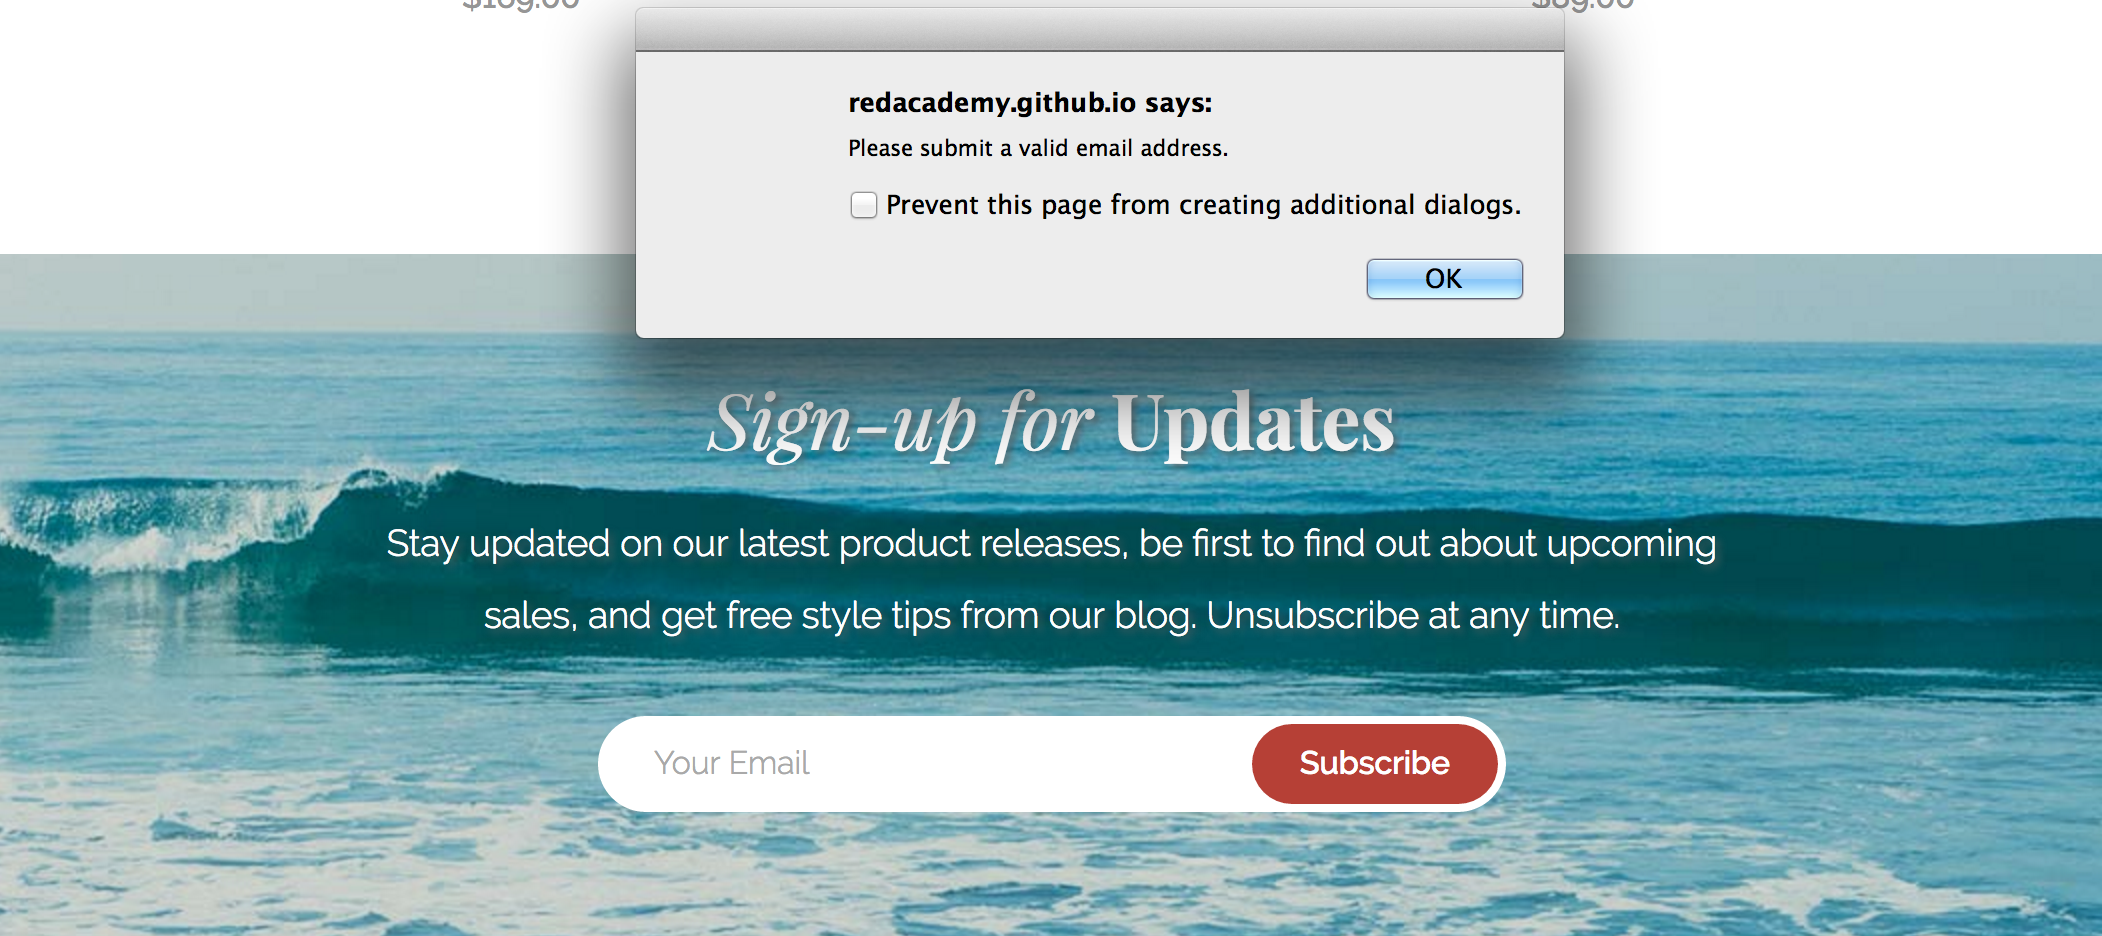 redacademy.github.io says:
Please submit a valid email address.
Prevent this page from creating additional dialogs.
OK
Sign-up for Updates
Stay updated on our latest product releases, be first to find out about upcoming
sales, and get free style tips from our blog. Unsubscribe at any time.
Your Email
Subscribe